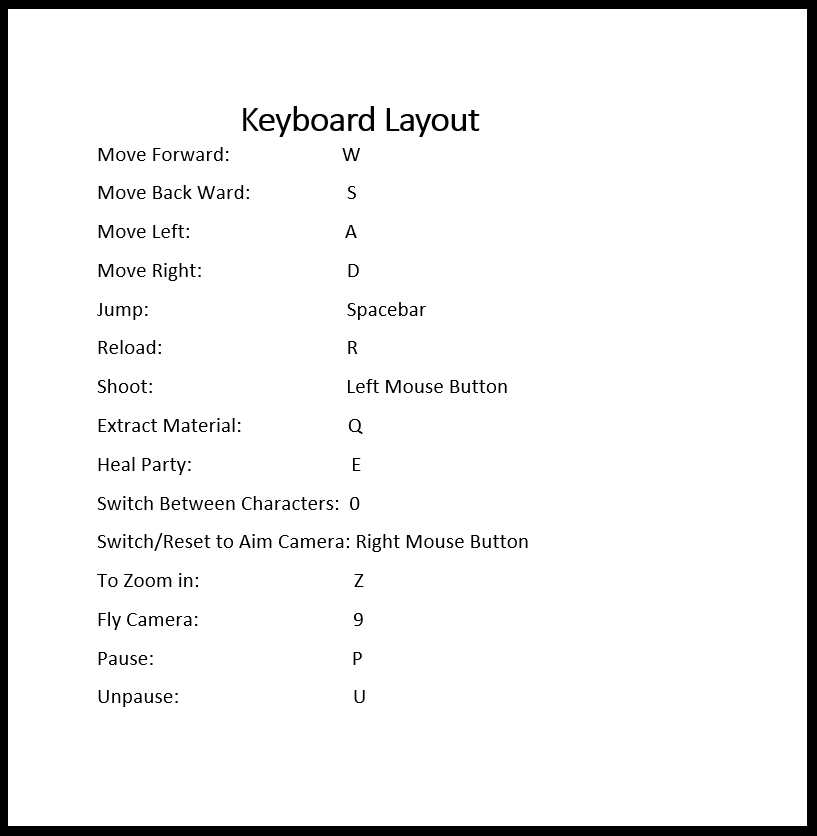 Keyboard Layout
Move Forward: W
Move Back Ward: S
Move Left: A
Move Right: D
Jump: Spacebar
Reload: R
Shoot: Left Mouse Button
Extract Material: Q
Heal Party: E
Switch Between Characters: 0
Switch/Reset to Aim Camera: Right Mouse Button
To Zoom in: Z
Fly Camera: 9
Pause: P
Unpause: U